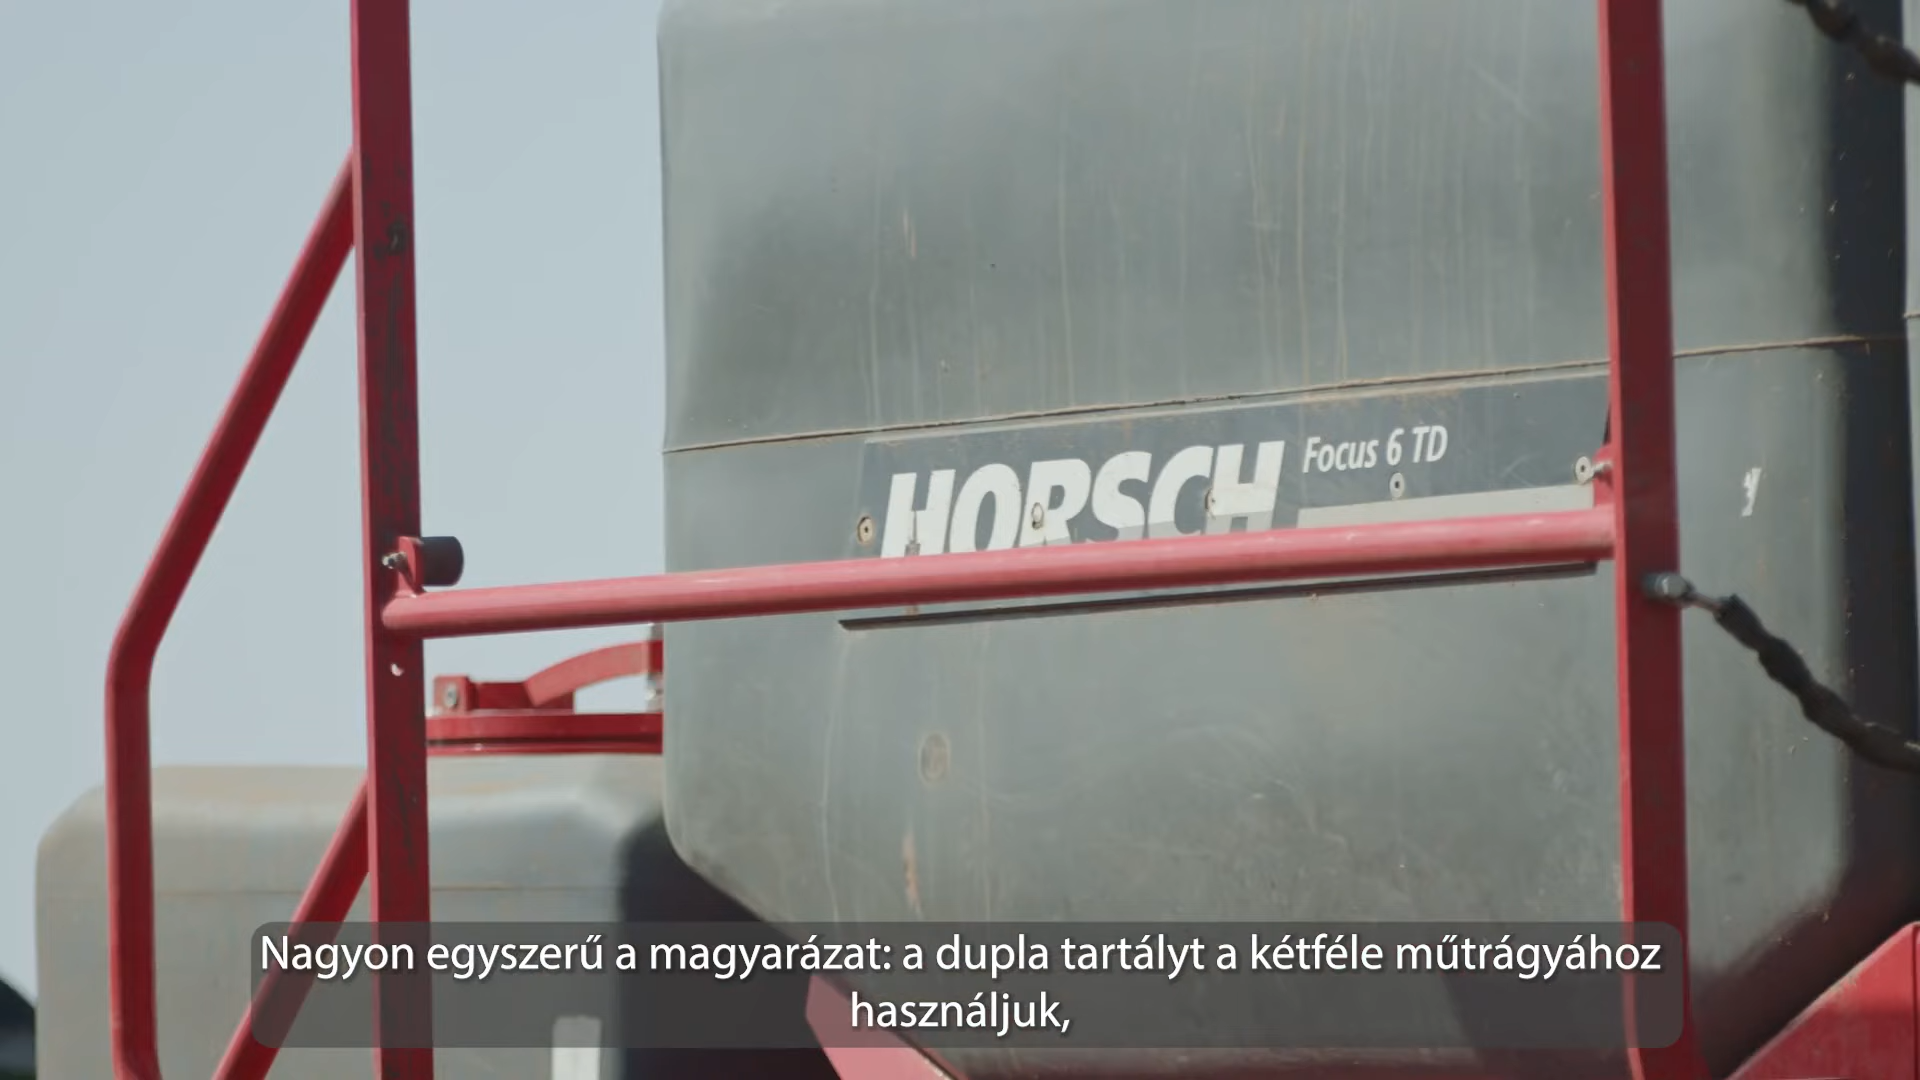 HORSCH Focus 6 TD
Nagyon egyszerű a magyarázat: a dupla tartályt a kétféle műtrágyához
használjuk,